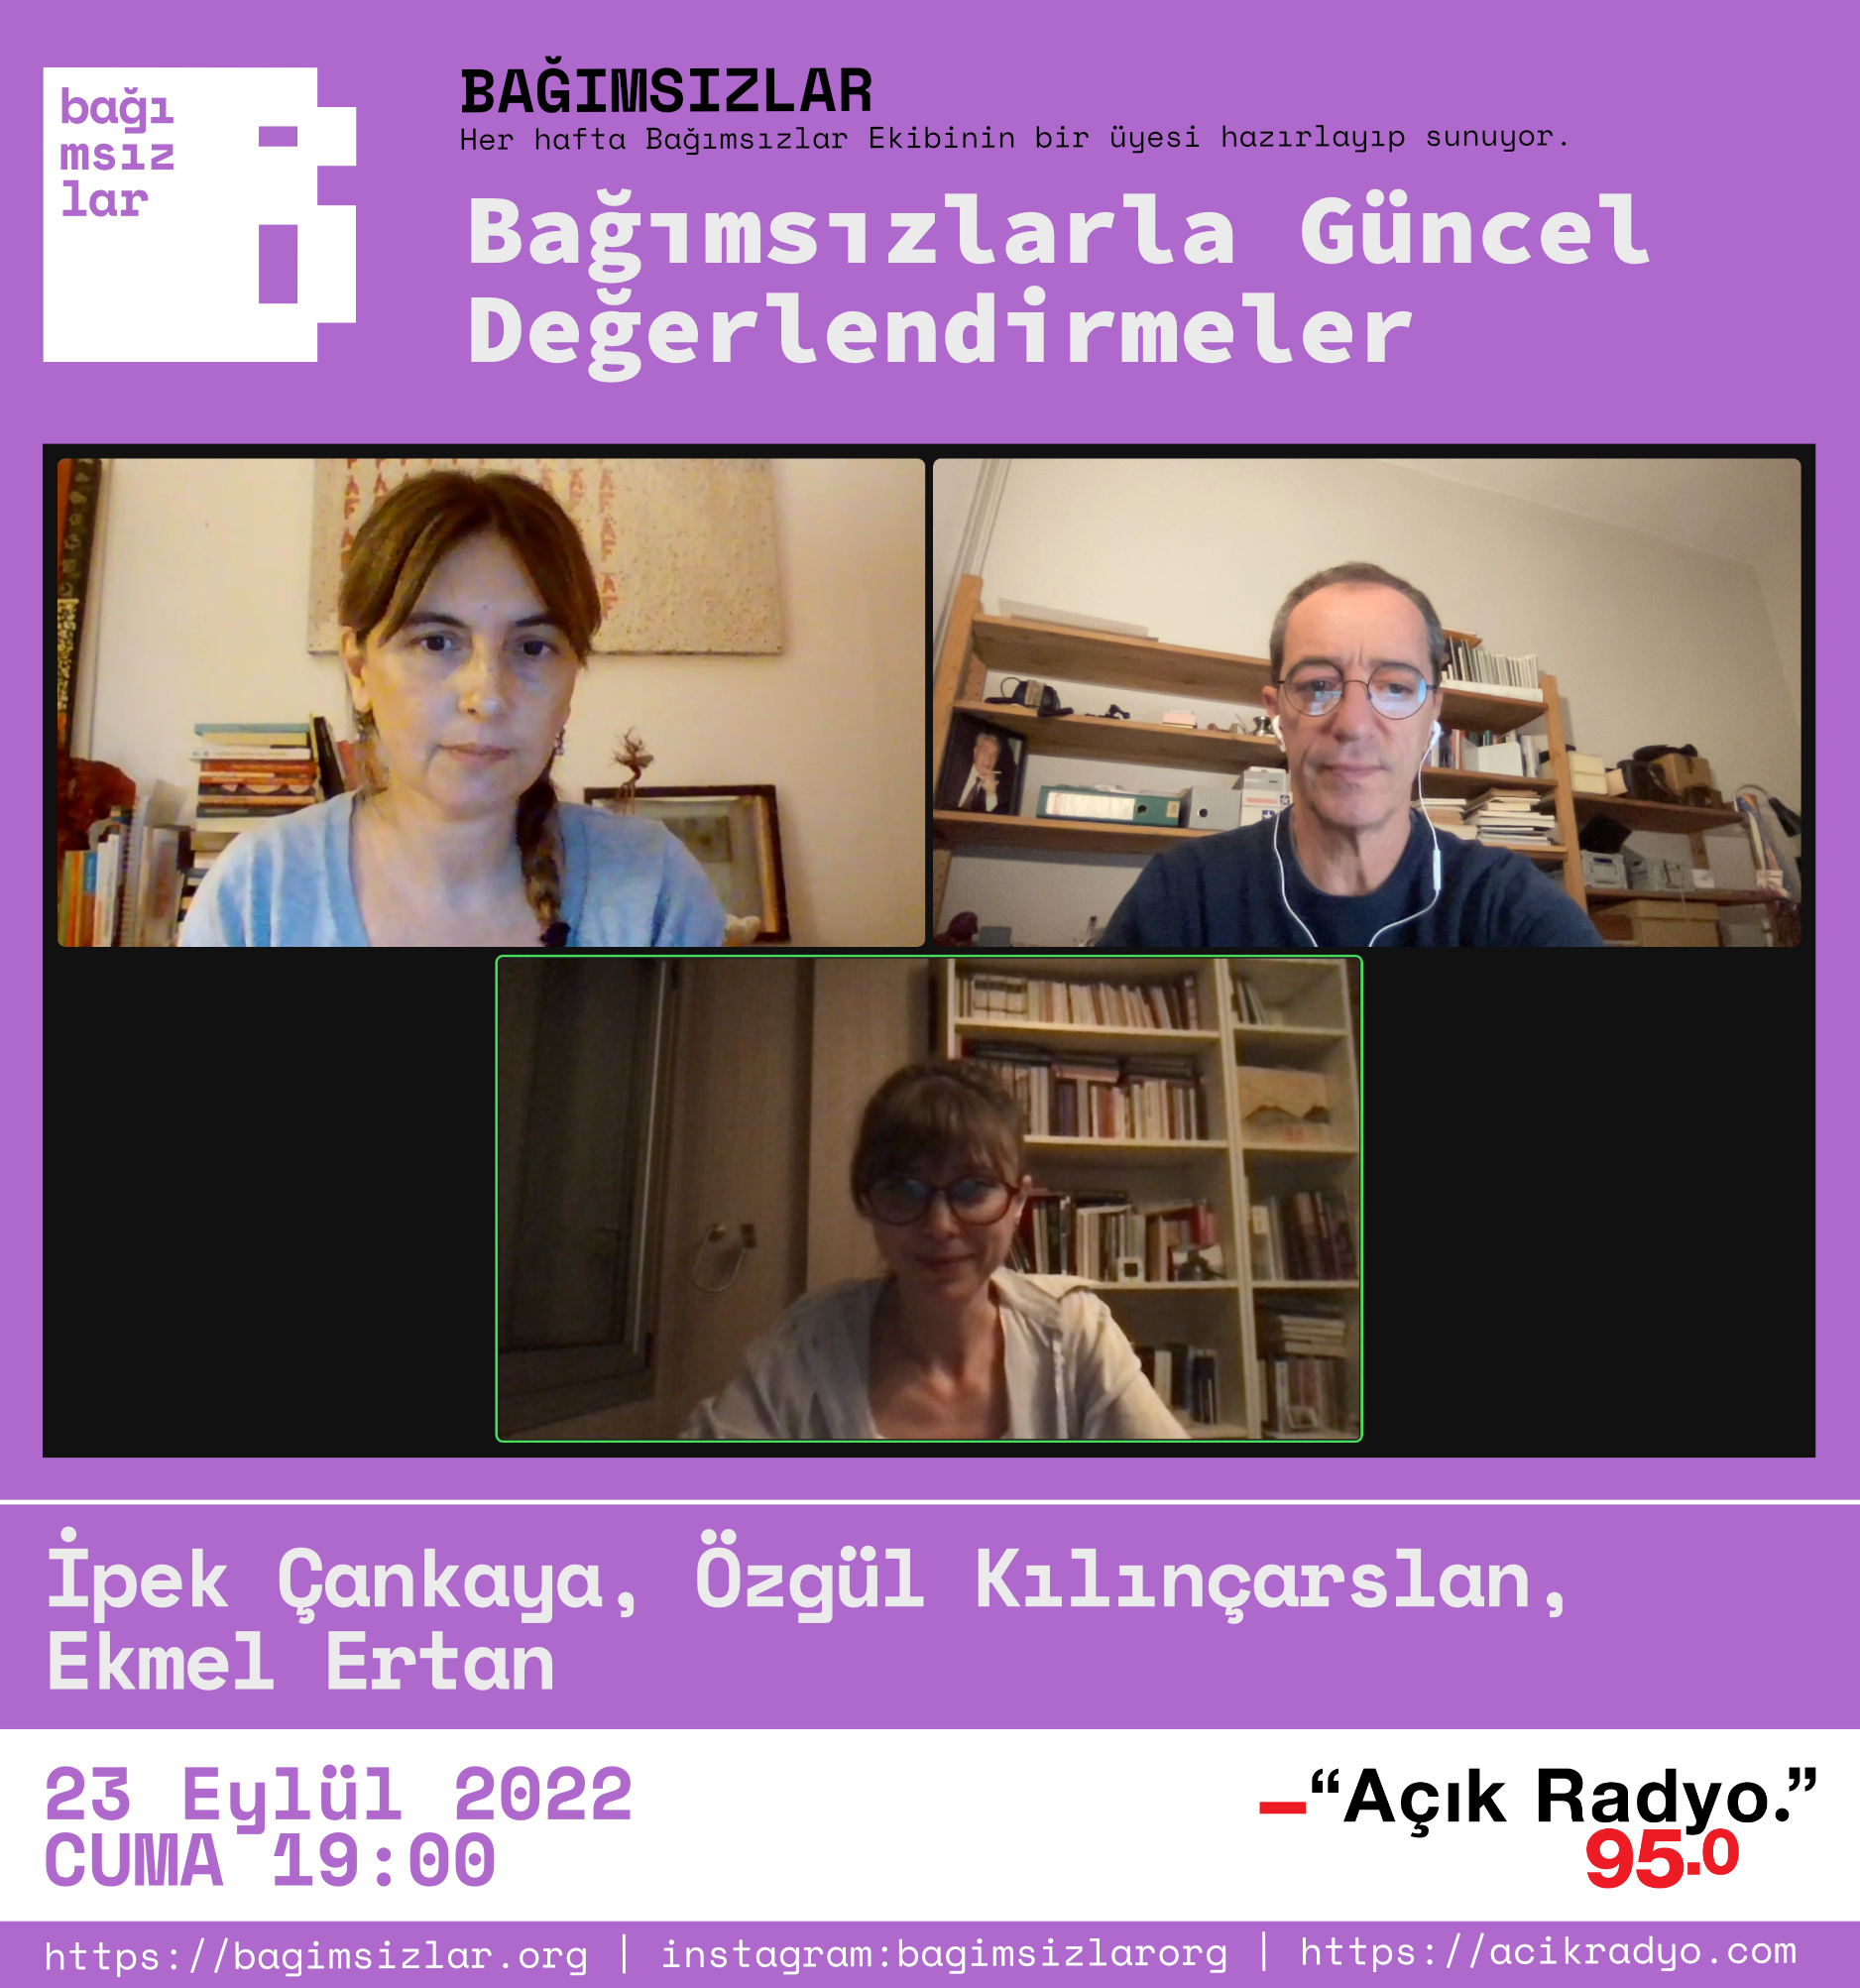 bağı
msız
lar
BAĞIMSIZLAR
Her hafta Bağımsızlar Ekibinin bir üyesi hazırlayıp sunuyor.
Bağımsızlarla Güncel
Değerlendirmeler
İpek Çankaya, Özgül Kılınçarslan,
Ekmel Ertan
23 Eylül 2022
CUMA 19:00
–“Açık Radyo.”
95.0
https://bagimsizlar.org | instagram:bagimsizlarorg | https://acikradyo.com